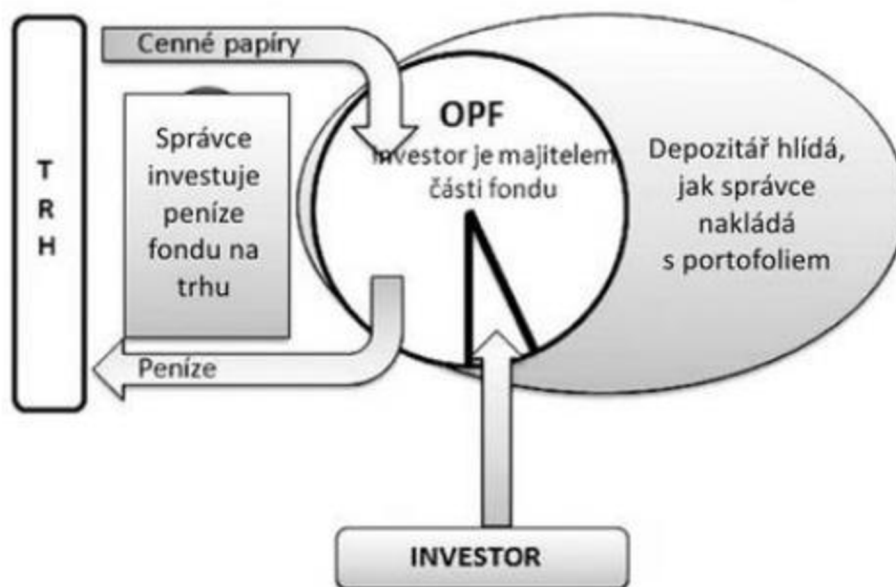 Cenné papíry
T
R
H
Správce
investuje
peníze
fondu na
trhu
Peníze
OPF
investor je majitelem
části fondu
Depozitář hlídá,
jak správce
nakládá
s portofoliem
INVESTOR